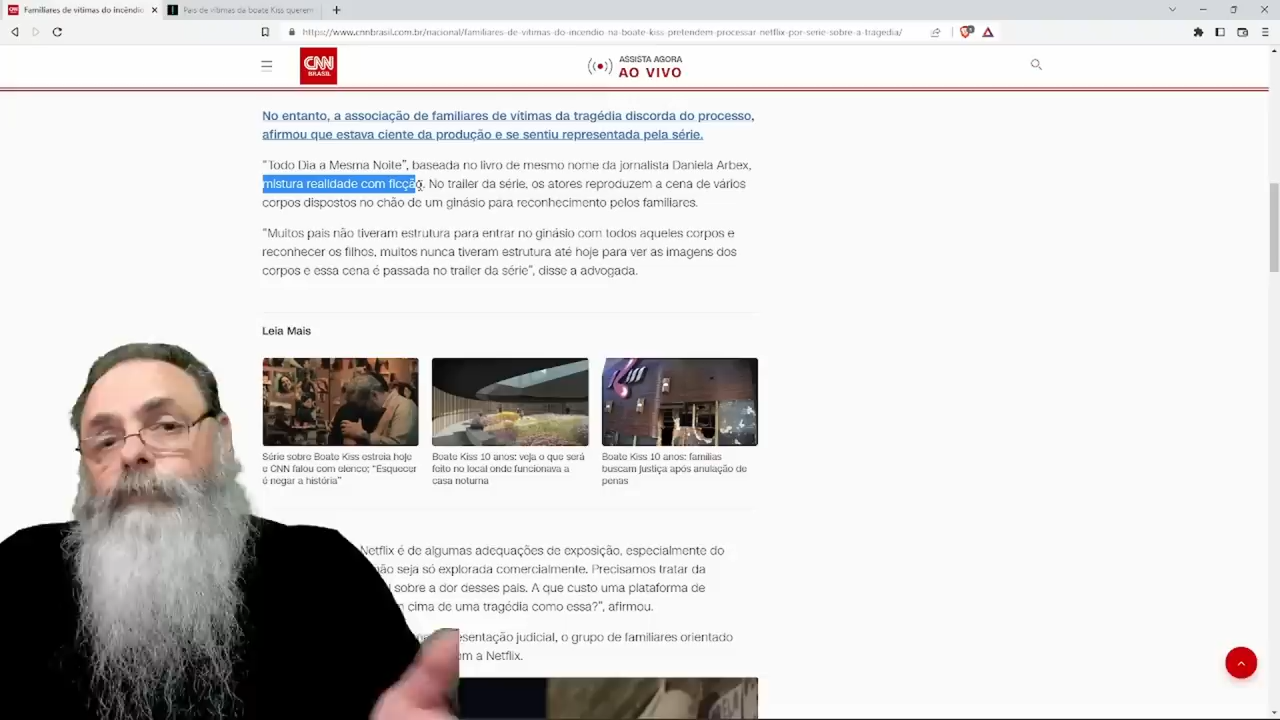 Familiares de vítimas do incêndio
Pais de vítimas da boate Kiss querem
https://www.cnnbrasil.com.br/nacional/familiares-de-vitimas-do-incendio-na-boate-kiss-pretendem-processar-netflix-por-serie-sobre-a-tragedia/
CNN
BRASIL
ASSISTA AGORA
AO VIVO
No entanto, a associação de familiares de vítimas da tragédia discorda do processo,
afirmou que estava ciente da produção e se sentiu representada pela série.
“Todo Dia a Mesma Noite”, baseada no livro de mesmo nome da jornalista Daniela Arbex,
mistura realidade com ficção. No trailer da série, os atores reproduzem a cena de vários
corpos dispostos no chão de um ginásio para reconhecimento pelos familiares.
“Muitos pais não tiveram estrutura para entrar no ginásio com todos aqueles corpos e
reconhecer os filhos, muitos nunca tiveram estrutura até hoje para ver as imagens dos
corpos e essa cena é passada no trailer da série”, disse a advogada.
Leia Mais
Série sobre Boate Kiss estreia hoje
e CNN falou com elenco; “Esquecer
é negar a história”
Boate Kiss 10 anos: veja o que será
feito no local onde funcionava a
casa noturna
Boate Kiss 10 anos: famílias
buscam justiça após anulação de
penas
Netflix é de algumas adequações de exposição, especialmente do
não seja só explorada comercialmente. Precisamos tratar da
sobre a dor desses pais. A que custo uma plataforma de
cima de uma tragédia como essa?”, afirmou.
judicial, o grupo de familiares orientado
a Netflix.